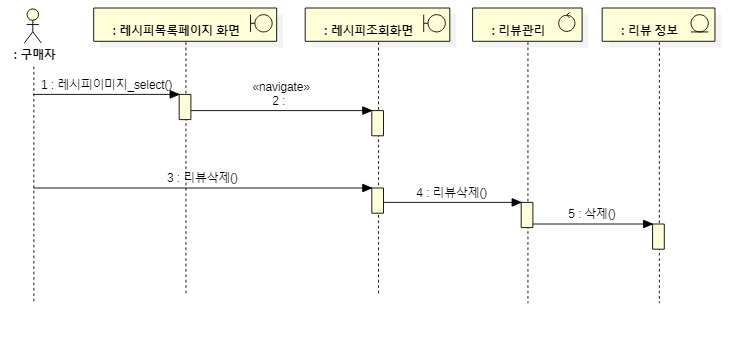 : 구매자
: 레시피목록페이지 화면
: 레시피조회화면
: 리뷰관리
: 리뷰 정보
1 : 레시피이미지_select()
«navigate»
2 :
3 : 리뷰삭제()
4 : 리뷰삭제()
5 : 삭제()